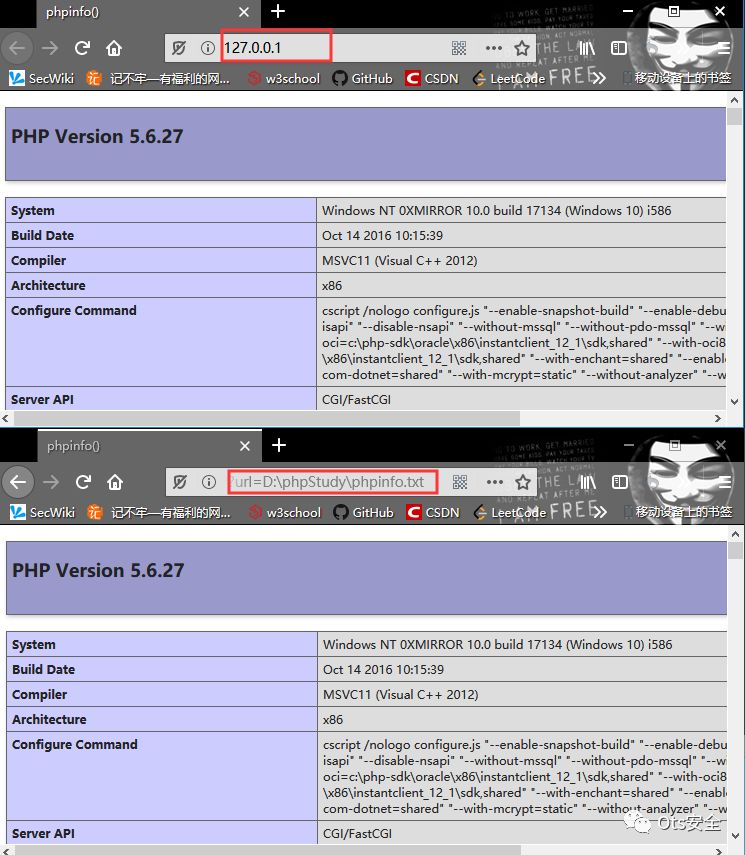 phpinfo()
127.0.0.1
SecWiki 记不牢—有福利的网... w3school GitHub CSDN LeetCode 移动设备上的书签
PHP Version 5.6.27
System Windows NT 0XMIRROR 10.0 build 17134 (Windows 10) i586
Build Date Oct 14 2016 10:15:39
Compiler MSVC11 (Visual C++ 2012)
Architecture x86
Configure Command cscript /nologo configure.js "--enable-snapshot-build" "--enable-debu
isapi" "--disable-nsapi" "--without-mssql" "--without-pdo-mssql" "--wi
oci=c:\php-sdk\oracle\x86\instantclient_12_1\sdk,shared" "--with-oci8
\x86\instantclient_12_1\sdk,shared" "--with-enchant=shared" "--enabl
com-dotnet=shared" "--with-mcrypt=static" "--without-analyzer" "--w
Server API CGI/FastCGI
phpinfo()
?url=D:\phpStudy\phpinfo.txt
SecWiki 记不牢—有福利的网... w3school GitHub CSDN LeetCode 移动设备上的书签
PHP Version 5.6.27
System Windows NT 0XMIRROR 10.0 build 17134 (Windows 10) i586
Build Date Oct 14 2016 10:15:39
Compiler MSVC11 (Visual C++ 2012)
Architecture x86
Configure Command cscript /nologo configure.js "--enable-snapshot-build" "--enable-debu
isapi" "--disable-nsapi" "--without-mssql" "--without-pdo-mssql" "--wi
oci=c:\php-sdk\oracle\x86\instantclient_12_1\sdk,shared" "--with-oci8
\x86\instantclient_12_1\sdk,shared" "--with-enchant=shared" "--enabl
com-dotnet=shared" "--with-mcrypt=static" "--without-analyzer" "--w
Server API CGI/FastCGI
Ots安全